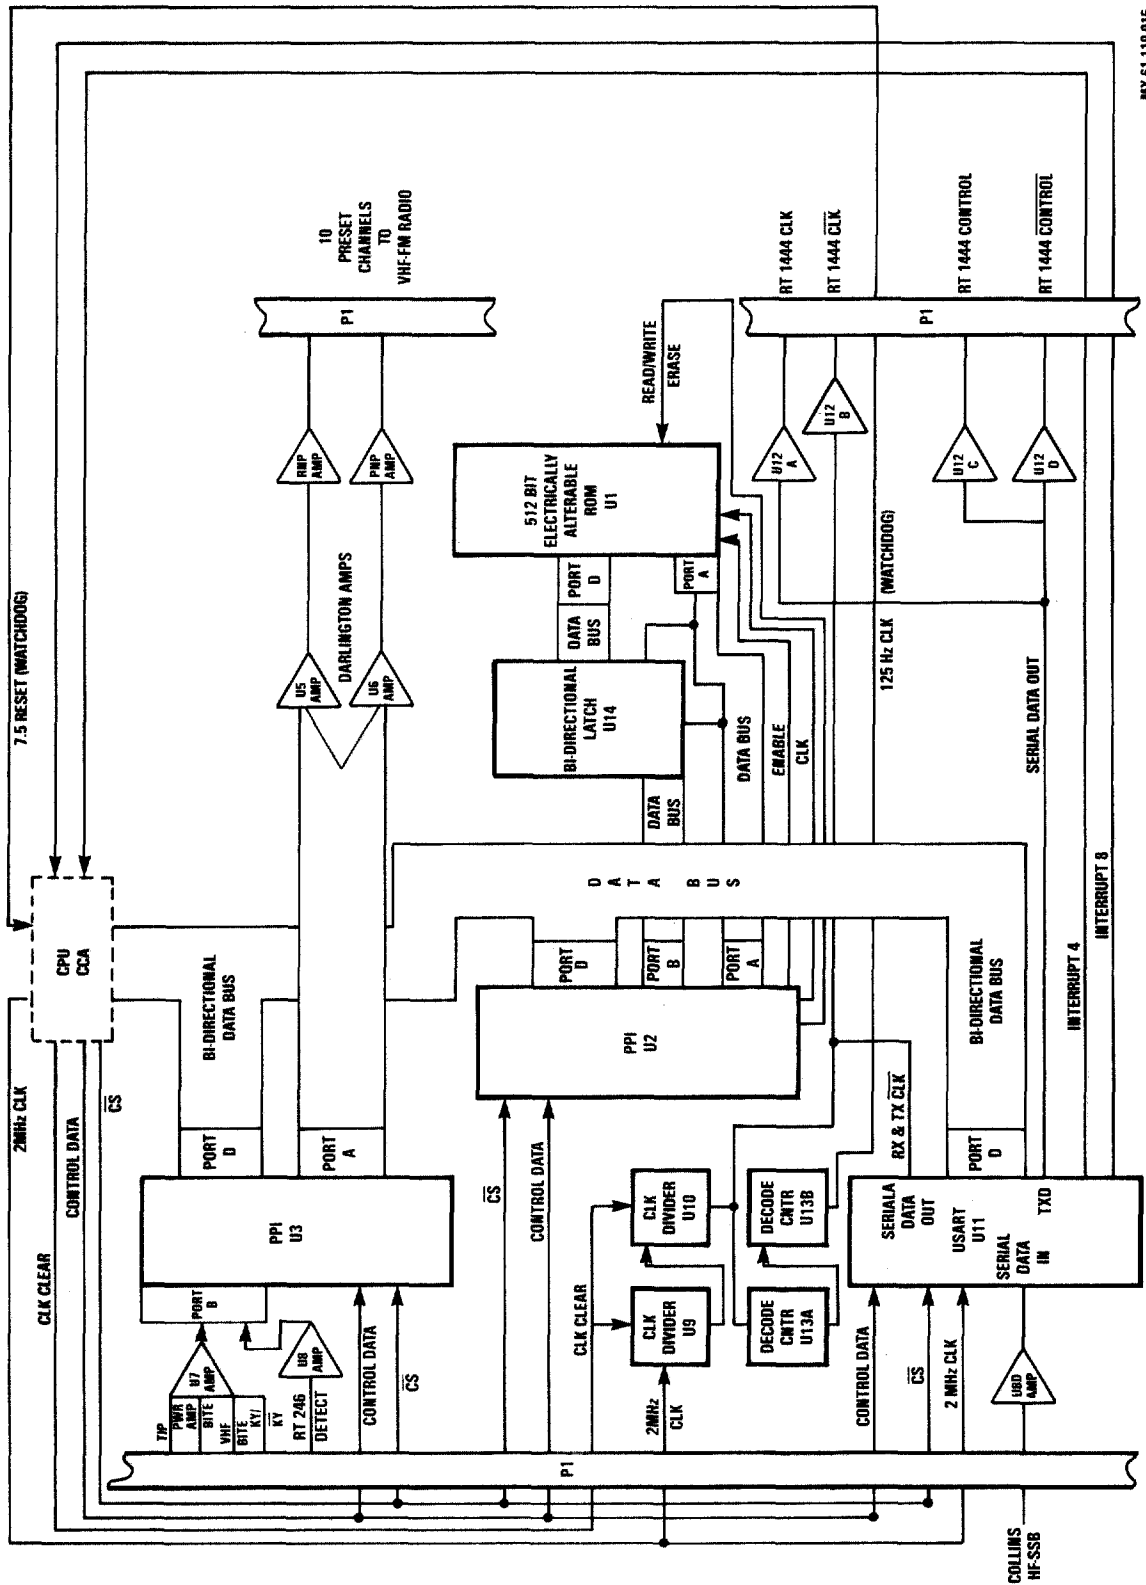 7.5 RESET (WATCHDOG)
2MHz CLK
CLK CLEAR
CONTROL DATA
CS
CPU
CCA
BI-DIRECTIONAL
DATA BUS
PORT
D
PORT
A
PPI
U3
PORT
B
U7
AMP
U8
AMP
PWR
AMP
BITE
VHF
BITE
KY/
KY
RT 246
DETECT
CONTROL DATA
CS
P1
U5
AMP
U6
AMP
DARLINGTON AMPS
RNP
AMP
PNP
AMP
P1
10
PRESET
CHANNELS
TO
VHF-FM RADIO
CS
CONTROL DATA
PPI
U2
PORT
D
PORT
B
PORT
A
DATA BUS
DATA
BUS
BI-DIRECTIONAL
LATCH
U14
DATA
BUS
PORT
D
512 BIT
ELECTRICALLY
ALTERABLE
ROM
U1
PORT
A
READ/WRITE
ERASE
DATA BUS
ENABLE
CLK
CLK CLEAR
2MHz
CLK
CLK
DIVIDER
U9
CLK
DIVIDER
U10
DECODE
CNTR
U13A
DECODE
CNTR
U13B
125 Hz CLK (WATCHDOG)
U12
A
U12
B
U12
C
U12
D
P1
RT 1444 CLK
RT 1444 CLK
RT 1444 CONTROL
RT 1444 CONTROL
CONTROL DATA
CS
2 MHz CLK
COLLINS
HF-SSB
U8D
AMP
SERIALA
DATA
OUT
USART
U11
SERIAL
DATA
IN
TXD
RX & TX CLK
PORT
D
BI-DIRECTIONAL
DATA BUS
SERIAL DATA OUT
INTERRUPT 4
INTERRUPT 8